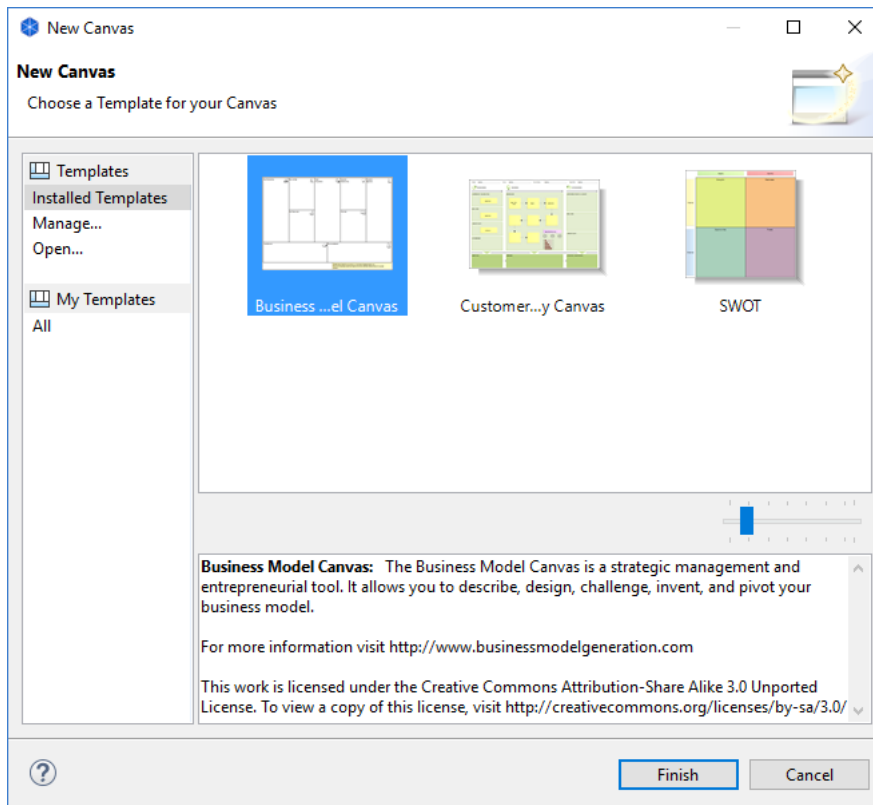 New Canvas
New Canvas
Choose a Template for your Canvas
Templates
Installed Templates
Manage...
Open...
My Templates
All
Business ...el Canvas
Customer...y Canvas
SWOT
Business Model Canvas: The Business Model Canvas is a strategic management and
entrepreneurial tool. It allows you to describe, design, challenge, invent, and pivot your
business model.
For more information visit http://www.businessmodelgeneration.com
This work is licensed under the Creative Commons Attribution-Share Alike 3.0 Unported
License. To view a copy of this license, visit http://creativecommons.org/licenses/by-sa/3.0/
?
Finish
Cancel